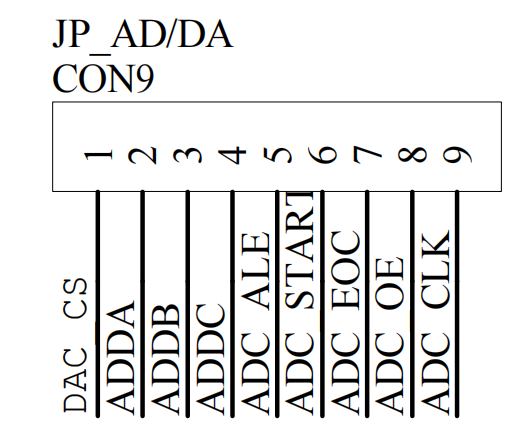 JP_AD/DA
CON9
1
2
3
4
5
6
7
8
9
DAC CS
ADDA
ADDB
ADDC
ADC ALE
ADC START
ADC EOC
ADC OE
ADC CLK